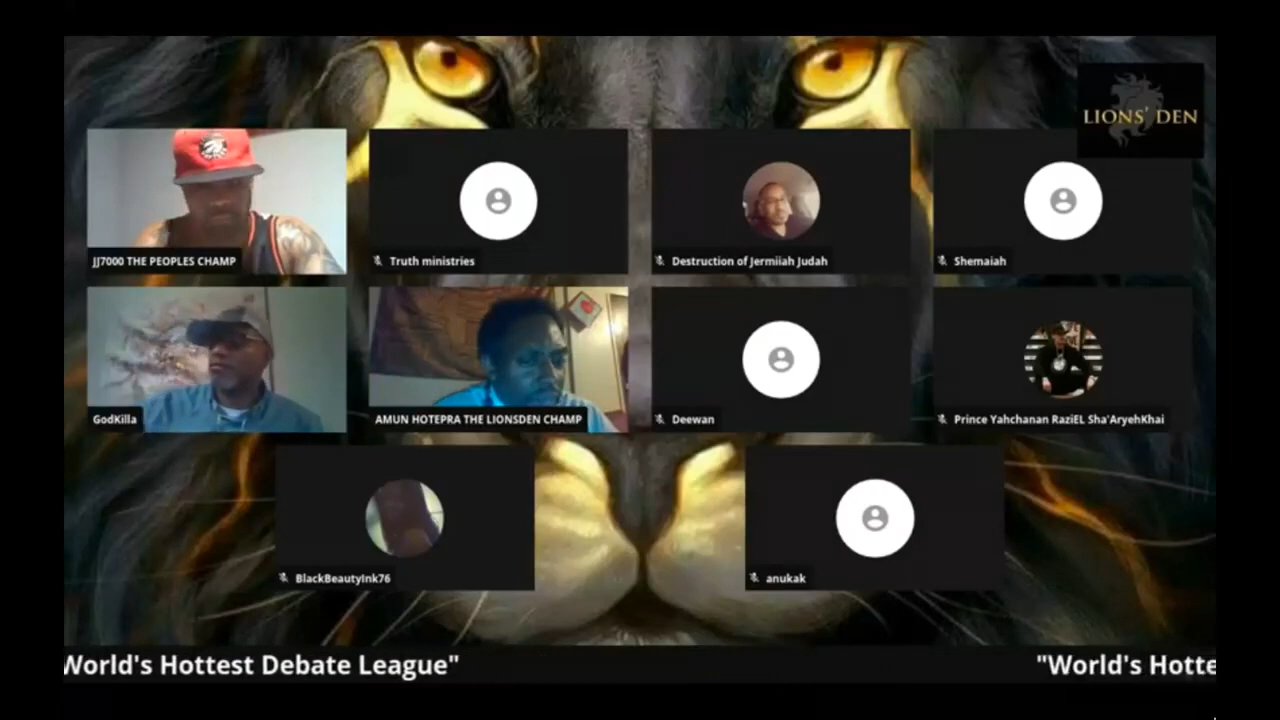 LIONS' DEN
JJ7000 THE PEOPLES CHAMP
Truth ministries
Destruction of Jermiiah Judah
Shemaiah
GodKilla
AMUN HOTEPRA THE LIONSDEN CHAMP
Deewan
Prince Yahchanan RaziEL Sha'AryehKhai
BlackBeautyInk76
anukak
World's Hottest Debate League" "World's Hotte